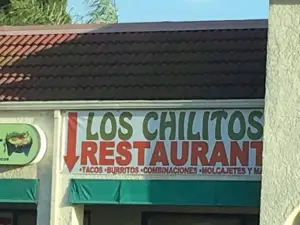 LOS CHILITOS
RESTAURANT
•TACOS •BURRITOS •COMBINACIONES •MOLCAJETES Y